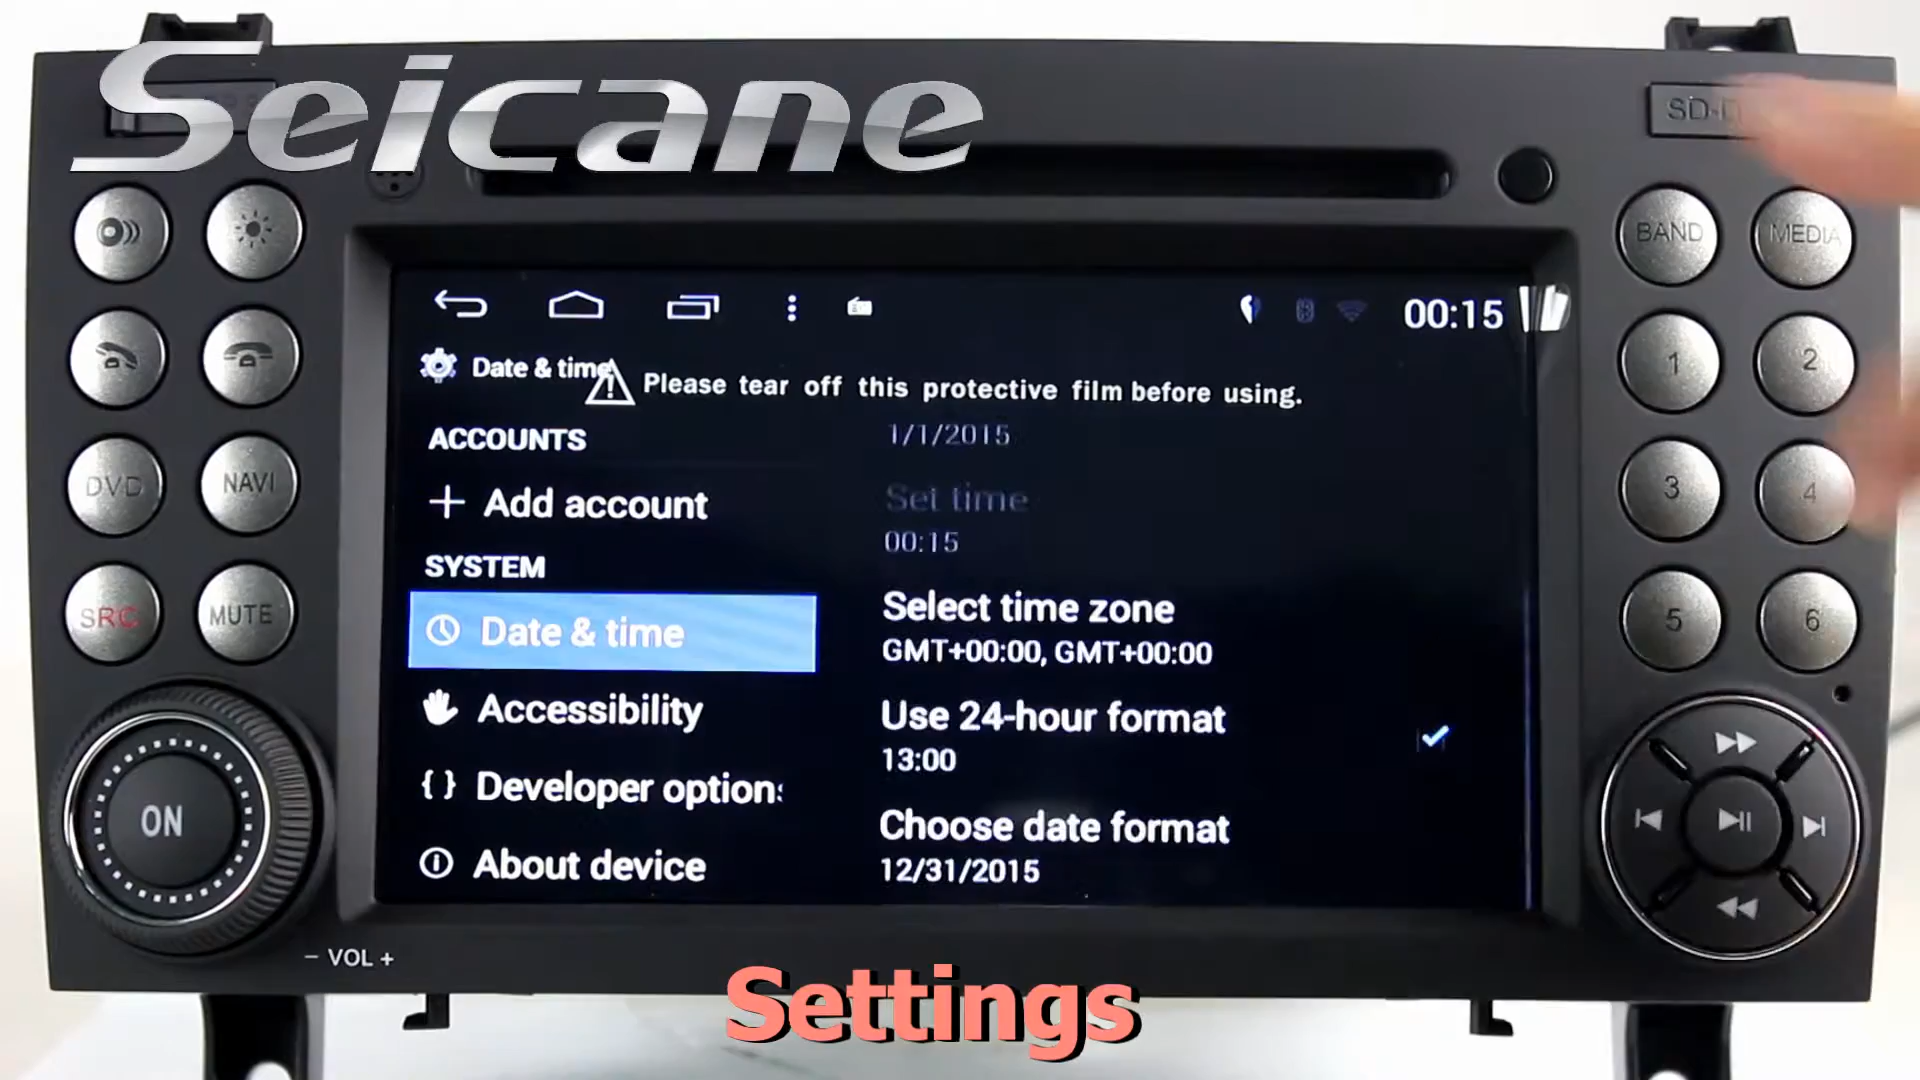 Seicane
SD-
BAND
MEDIA
00:15
Date & time
Please tear off this protective film before using.
1
2
ACCOUNTS
1/1/2015
DVD
NAVI
Add account
Set time
00:15
3
4
SYSTEM
SRC
MUTE
Date & time
Select time zone
GMT+00:00, GMT+00:00
5
6
Accessibility
Use 24-hour format
13:00
ON
{ } Developer option
Choose date format
12/31/2015
About device
– VOL +
Settings